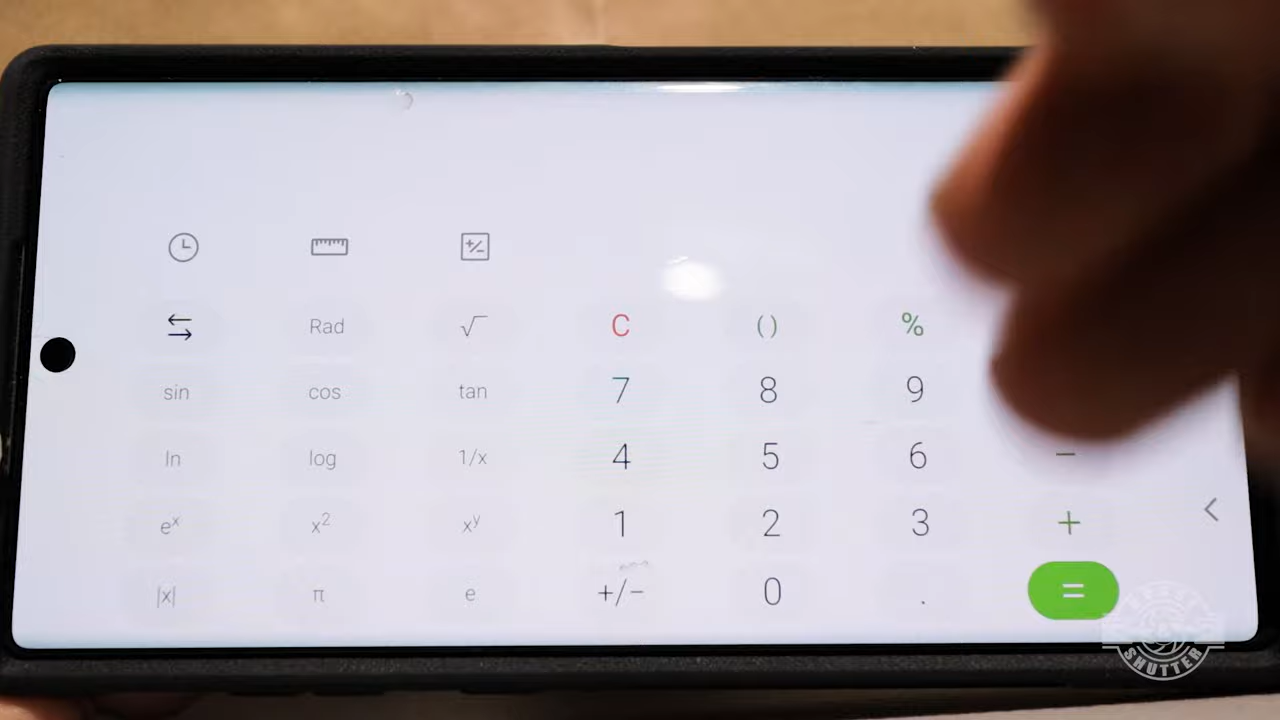 Rad √ C () %
sin cos tan 7 8 9
ln log 1/x 4 5 6 −
eˣ x² xʸ 1 2 3 +
|x| π e +/− 0 . =
SHUTTER